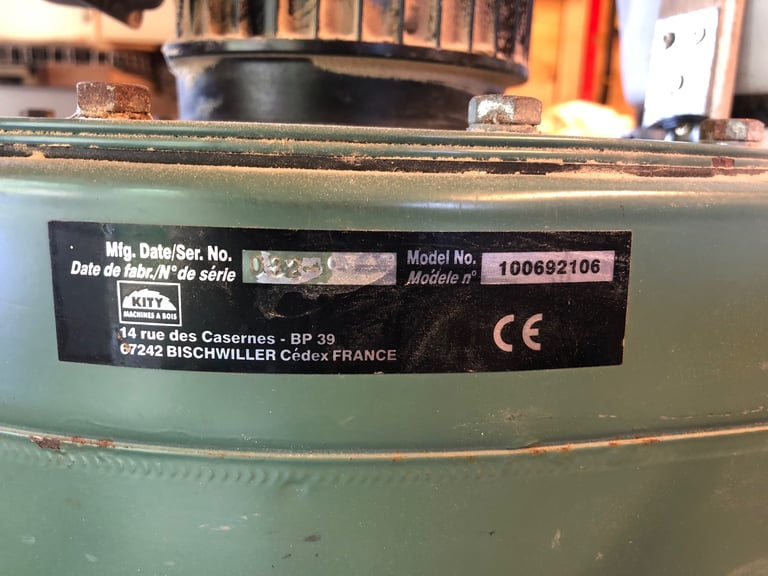 Mfg. Date/Ser. No.
Date de fabr./N° de série
Model No.
Modele n°
100692106
KITY
MACHINES A BOIS
14 rue des Casernes - BP 39
67242 BISCHWILLER Cédex FRANCE
CE